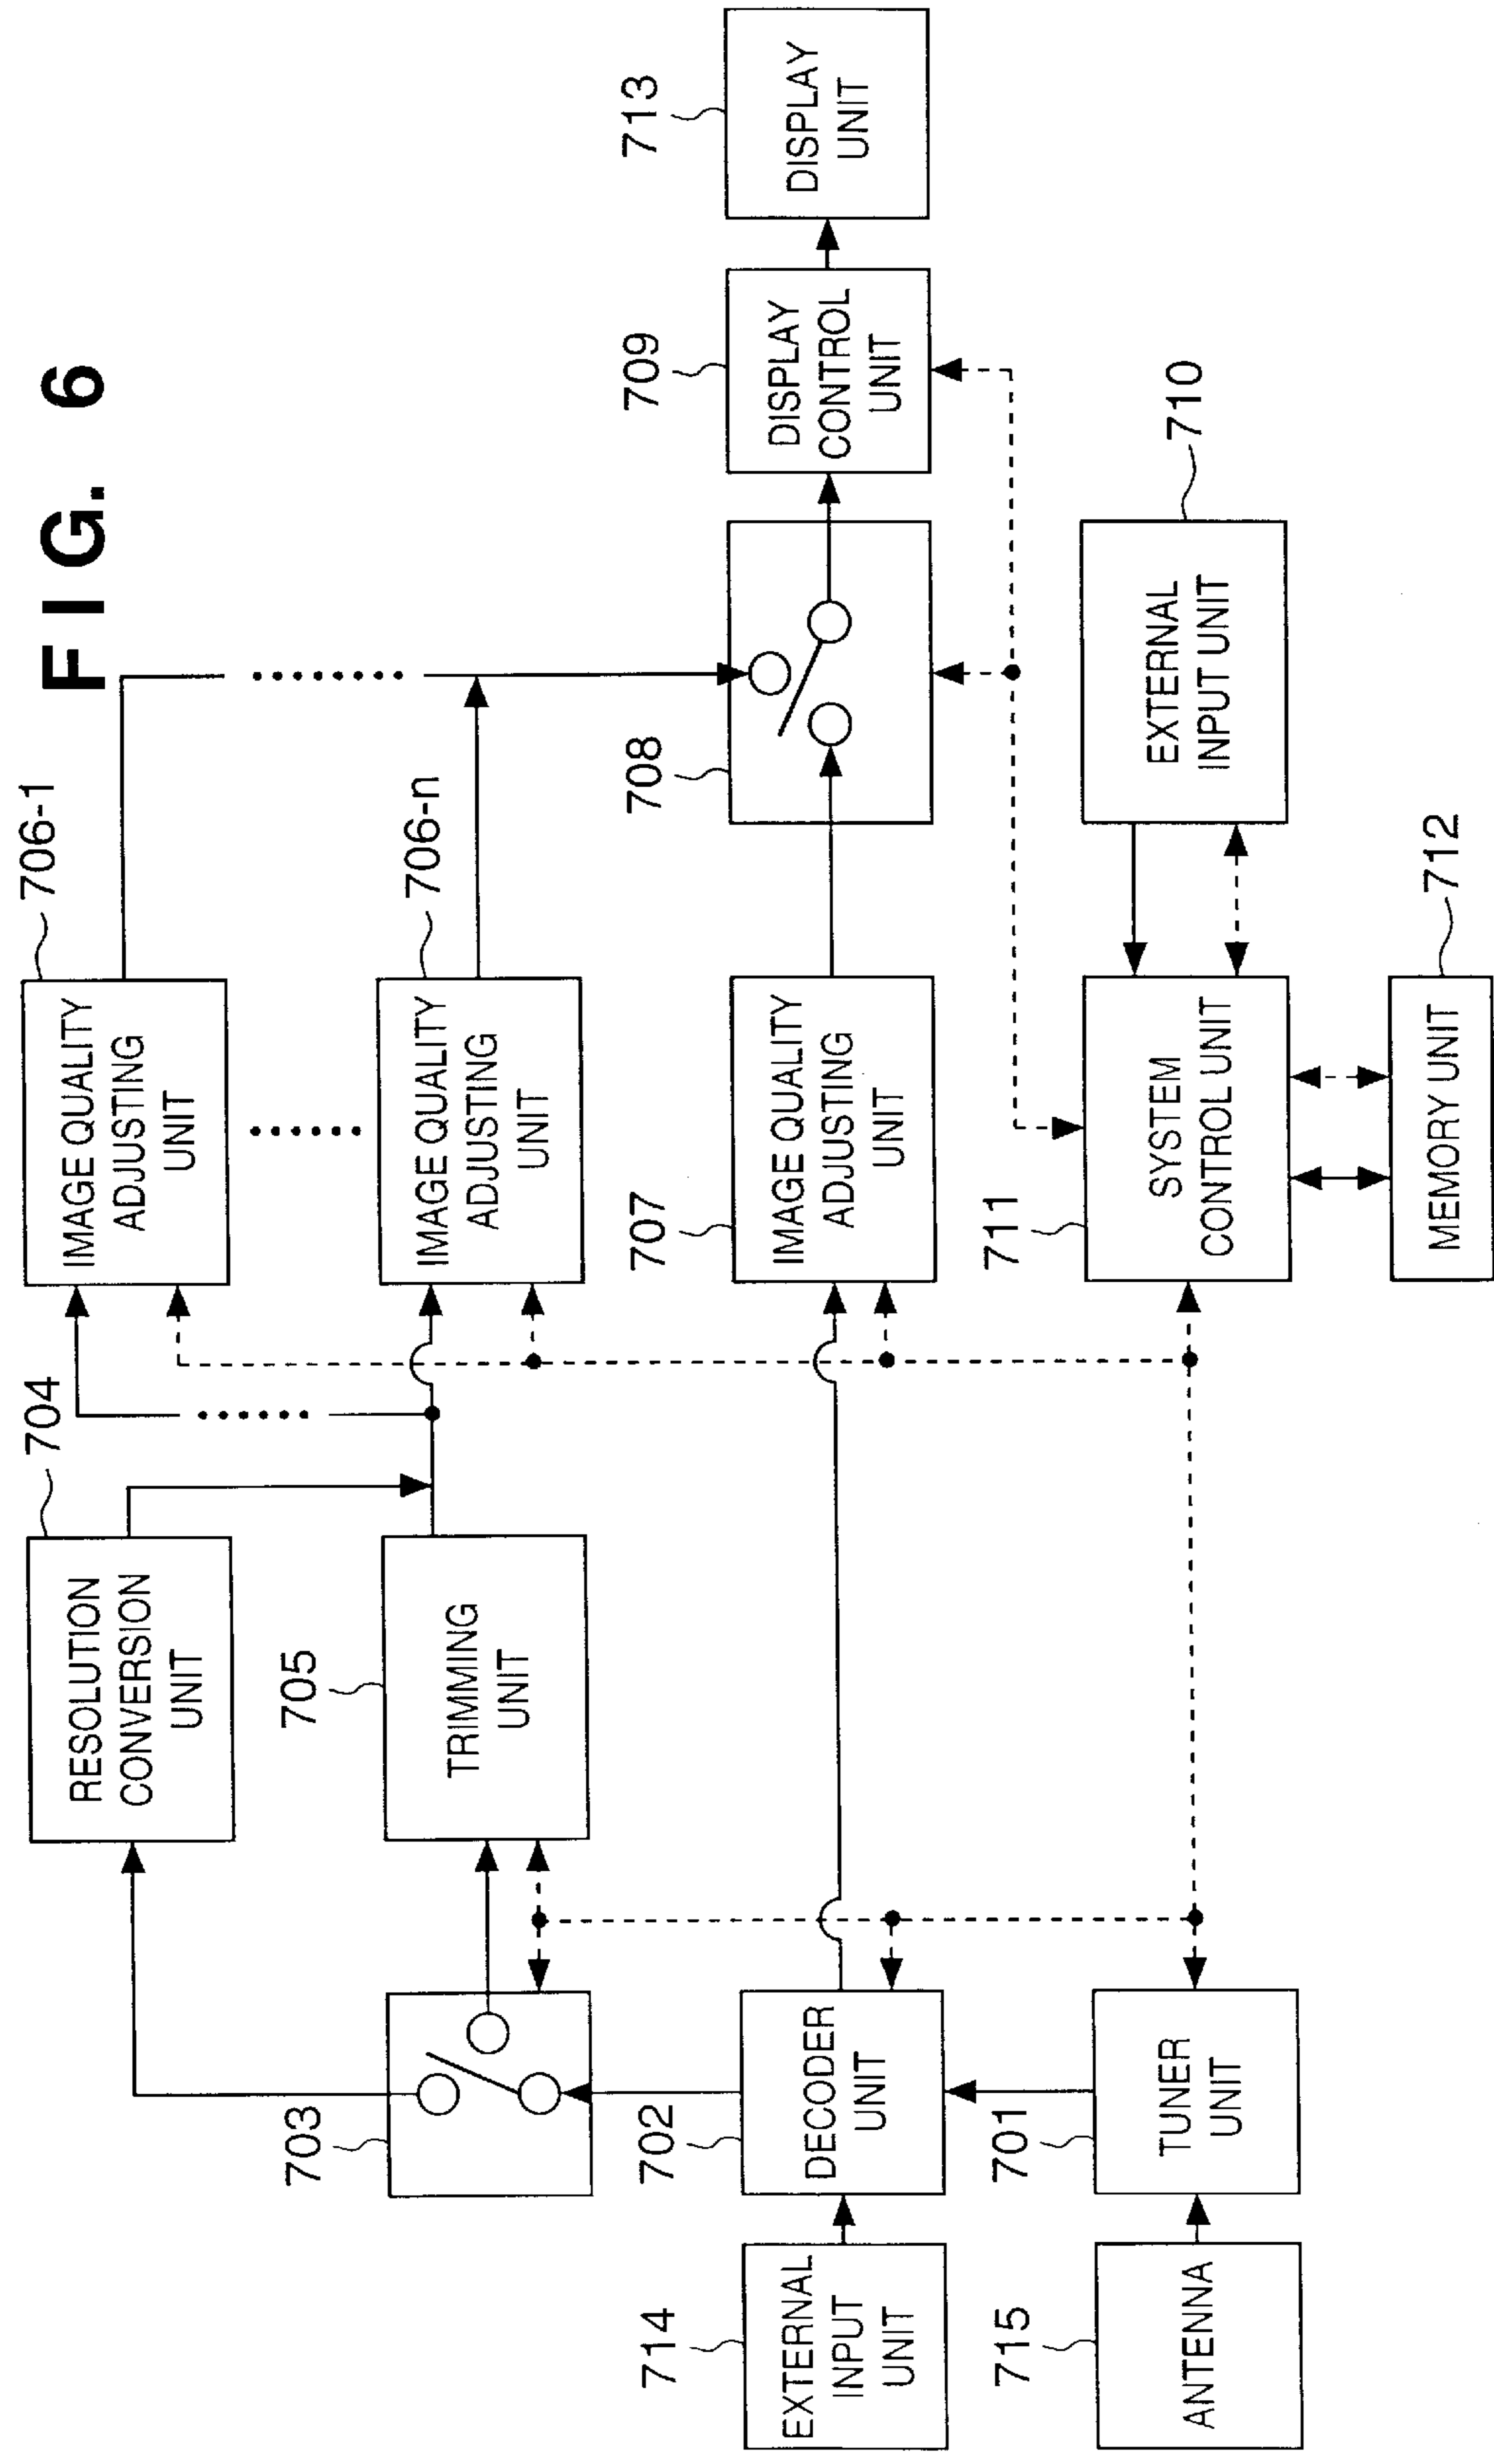 FIG. 6
704
RESOLUTION
CONVERSION
UNIT
706-1
IMAGE QUALITY
ADJUSTING
UNIT
703
705
TRIMMING
UNIT
706-n
IMAGE QUALITY
ADJUSTING
UNIT
714
EXTERNAL
INPUT
UNIT
702
DECODER
UNIT
707
IMAGE QUALITY
ADJUSTING
UNIT
708
709
DISPLAY
CONTROL
UNIT
713
DISPLAY
UNIT
715
ANTENNA
701
TUNER
UNIT
711
SYSTEM
CONTROL UNIT
710
EXTERNAL
INPUT UNIT
712
MEMORY UNIT